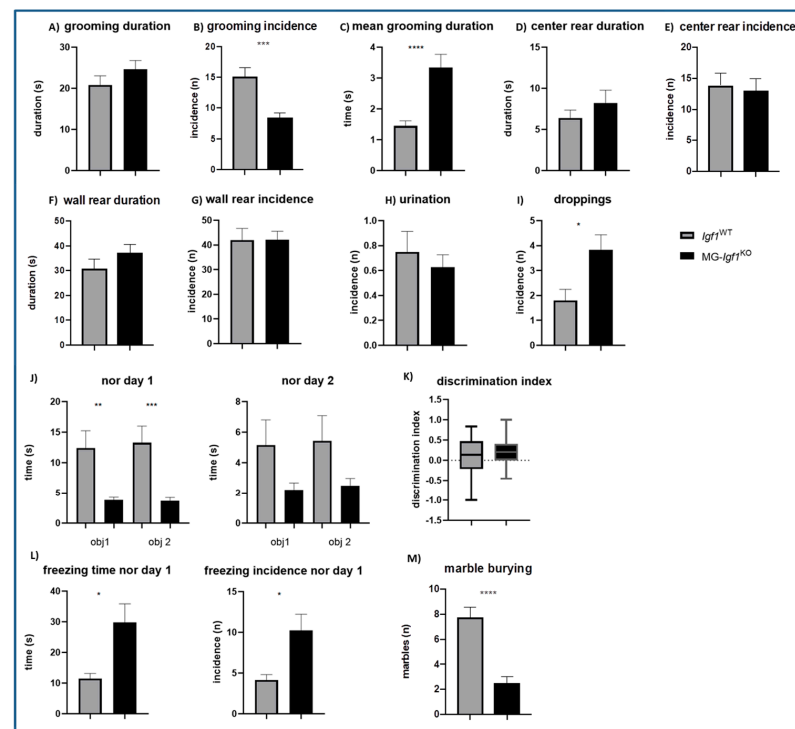 A) grooming duration
B) grooming incidence
C) mean grooming duration
D) center rear duration
E) center rear incidence
duration (s)
30
20
10
0
incidence (n)
20
15
10
5
0
***
time (s)
4
3
2
1
0
****
duration (s)
15
10
5
0
incidence (n)
20
15
10
5
0
F) wall rear duration
G) wall rear incidence
H) urination
I) droppings
duration (s)
50
40
30
20
10
0
incidence (n)
50
40
30
20
10
0
incidence (n)
1.0
0.8
0.6
0.4
0.2
0.0
incidence (n)
5
4
3
2
1
0
*
Igf1WT
MG-Igf1KO
J)
nor day 1
nor day 2
K)
discrimination index
time (s)
20
15
10
5
0
**
***
obj1
obj 2
time (s)
8
6
4
2
0
obj1
obj 2
discrimination index
1.5
1.0
0.5
0.0
-0.5
-1.0
-1.5
L)
freezing time nor day 1
freezing incidence nor day 1
M)
marble burying
time (s)
40
30
20
10
0
*
incidence (n)
15
10
5
0
*
marbles (n)
10
8
6
4
2
0
****